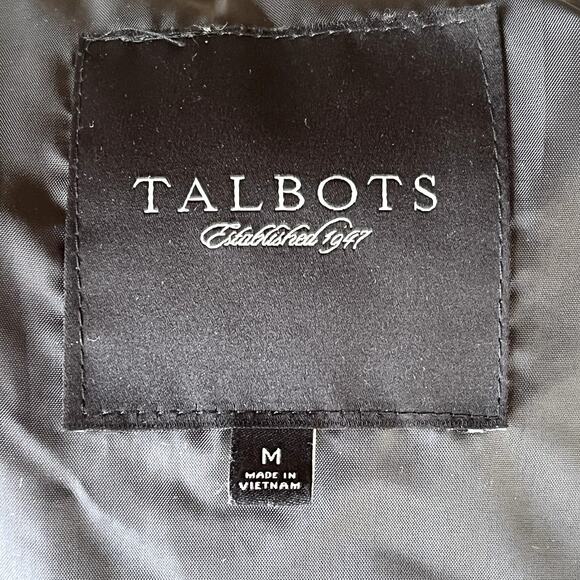 TALBOTS
Established 1947
M
MADE IN
VIETNAM